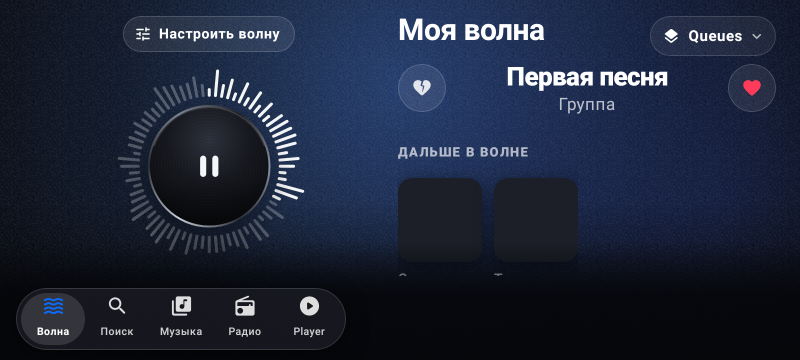 Настроить волну
Моя волна
Queues
Первая песня
Группа
ДАЛЬШЕ В ВОЛНЕ
Волна
Поиск
Музыка
Радио
Player